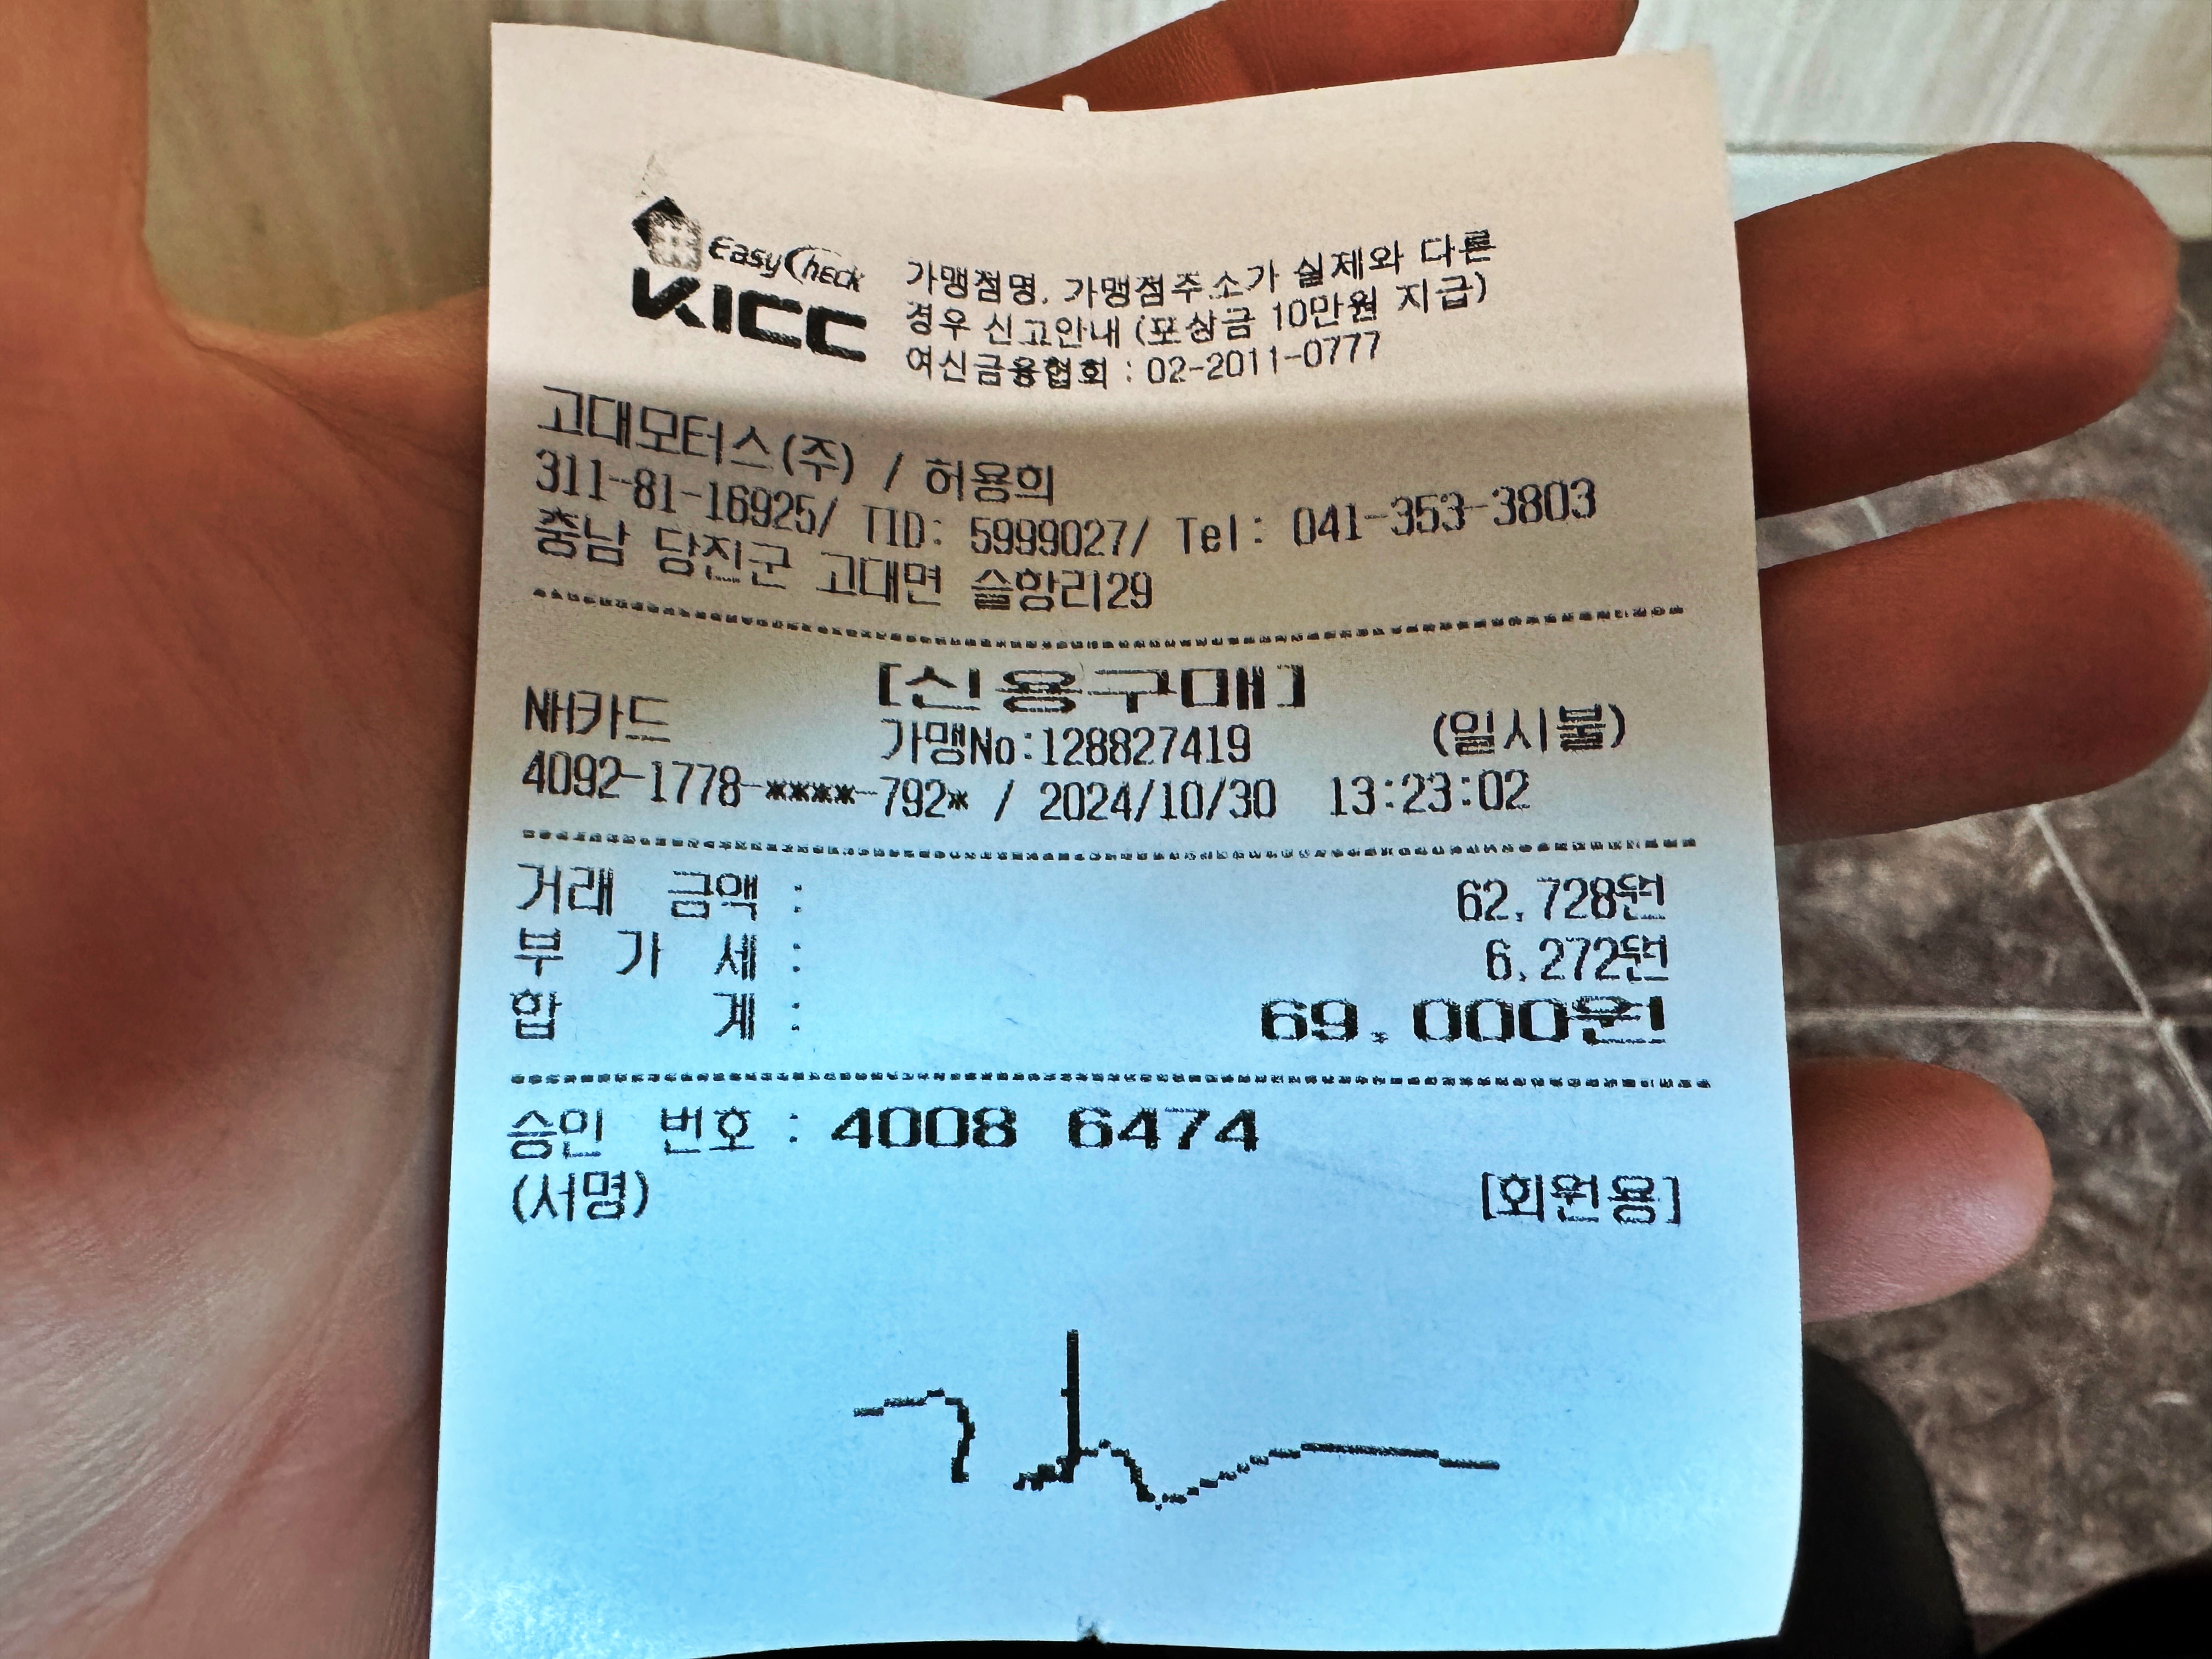 EasyCheck
KICC
가맹점명, 가맹점주소가 실제와 다른
경우 신고안내 (포상금 10만원 지급)
여신금융협회 : 02-2011-0777
고대모터스(주) / 허용희
311-81-16925/ TID: 5999027/ Tel: 041-353-3803
충남 당진군 고대면 슬항리29
[신용구매]
NH카드 가맹No:128827419 (일시불)
4092-1778-****-792* / 2024/10/30 13:23:02
거래 금액 : 62,728원
부 가 세 : 6,272원
합 계 : 69,000원
승인 번호 : 4008 6474
(서명) [회원용]